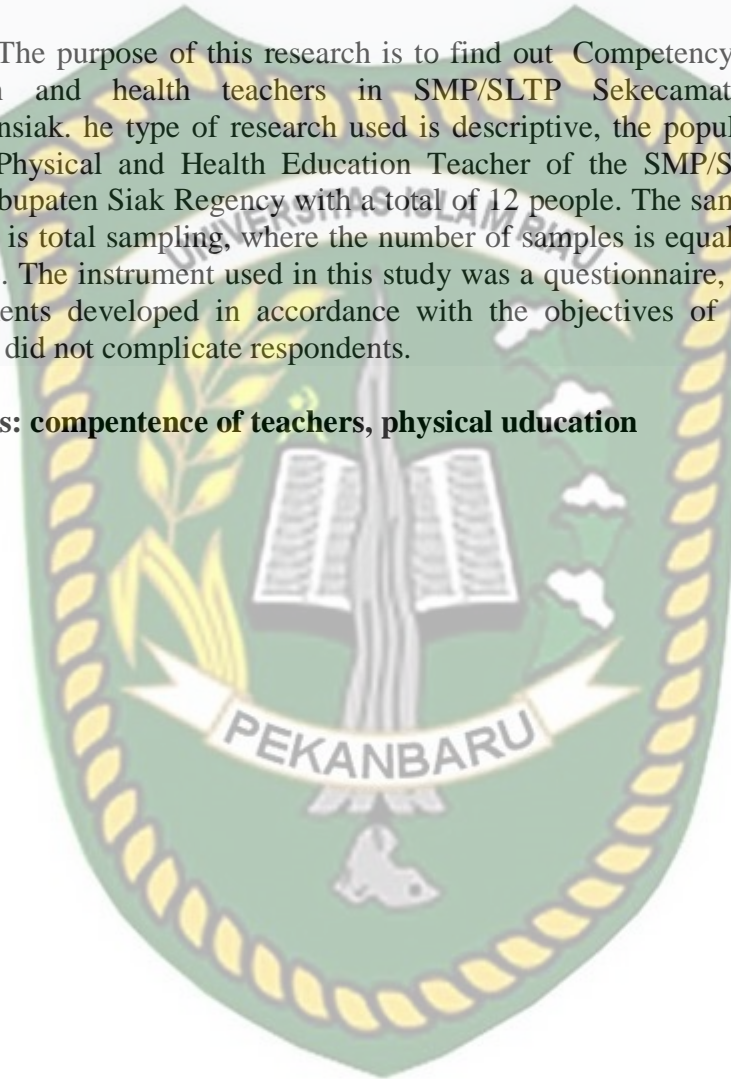 The purpose of this research is to find out Competency
and health teachers in SMP/SLTP Sekecamat
nsiak. he type of research used is descriptive, the popul
Physical and Health Education Teacher of the SMP/S
bupaten Siak Regency with a total of 12 people. The sam
is total sampling, where the number of samples is equal
. The instrument used in this study was a questionnaire,
ents developed in accordance with the objectives of
did not complicate respondents.
s: compentence of teachers, physical uducation
UNIVERSITAS ISLAM RIAU
PEKANBARU